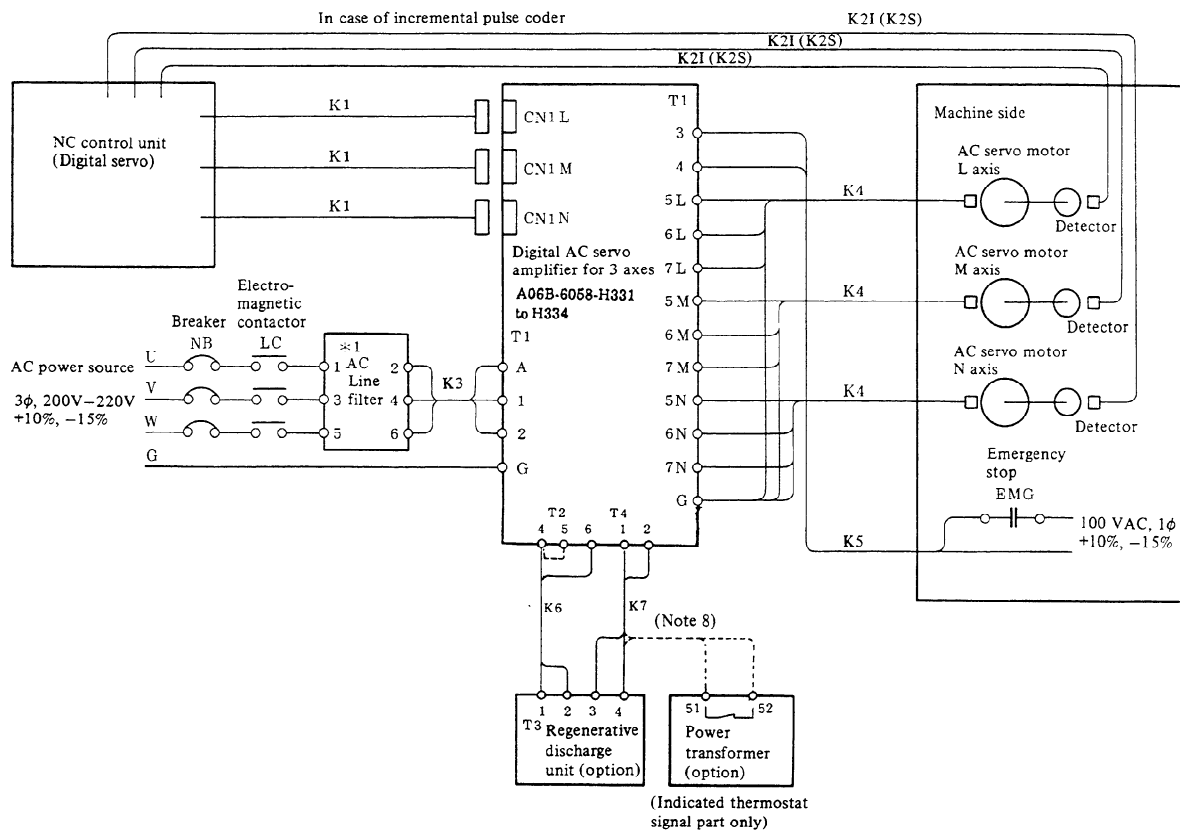 In case of incremental pulse coder
K2I (K2S)
K2I (K2S)
K2I (K2S)
NC control unit
(Digital servo)
K1
K1
K1
CN1L
CN1M
CN1N
Digital AC servo
amplifier for 3 axes
A06B-6058-H331
to H334
T1
3
4
5L
6L
7L
5M
6M
7M
5N
6N
7N
G
T1
A
1
2
G
K4
K4
K4
K5
Machine side
AC servo motor
L axis
Detector
AC servo motor
M axis
Detector
AC servo motor
N axis
Detector
Emergency
stop
EMG
100 VAC, 1ϕ
+10%, −15%
Electro-
magnetic
contactor
LC
Breaker
NB
AC power source
3ϕ, 200V−220V
+10%, −15%
U
V
W
G
※1
AC
Line
filter
1
2
3
4
5
6
K3
T2
4
5
6
T4
1
2
K6
K7
(Note 8)
1
2
3
4
T3
Regenerative
discharge
unit (option)
51
52
Power
transformer
(option)
(Indicated thermostat
signal part only)